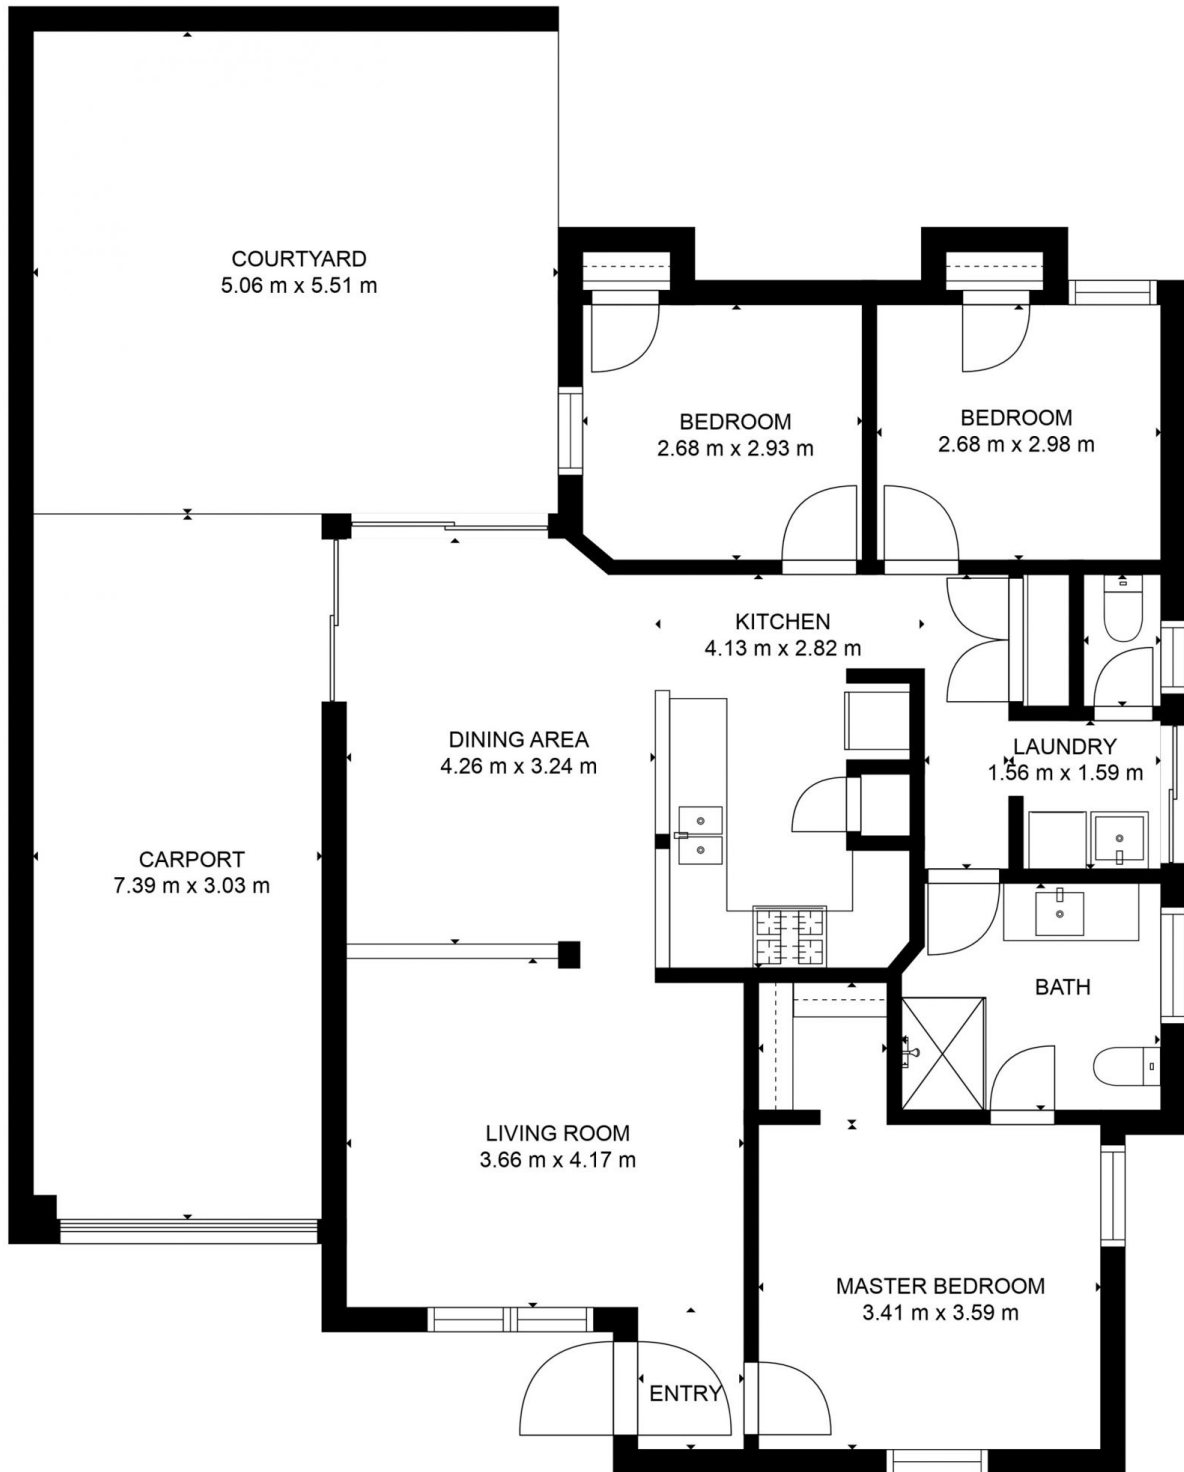 COURTYARD
5.06 m x 5.51 m
BEDROOM
2.68 m x 2.93 m
BEDROOM
2.68 m x 2.98 m
KITCHEN
4.13 m x 2.82 m
DINING AREA
4.26 m x 3.24 m
LAUNDRY
1.56 m x 1.59 m
CARPORT
7.39 m x 3.03 m
BATH
LIVING ROOM
3.66 m x 4.17 m
MASTER BEDROOM
3.41 m x 3.59 m
ENTRY